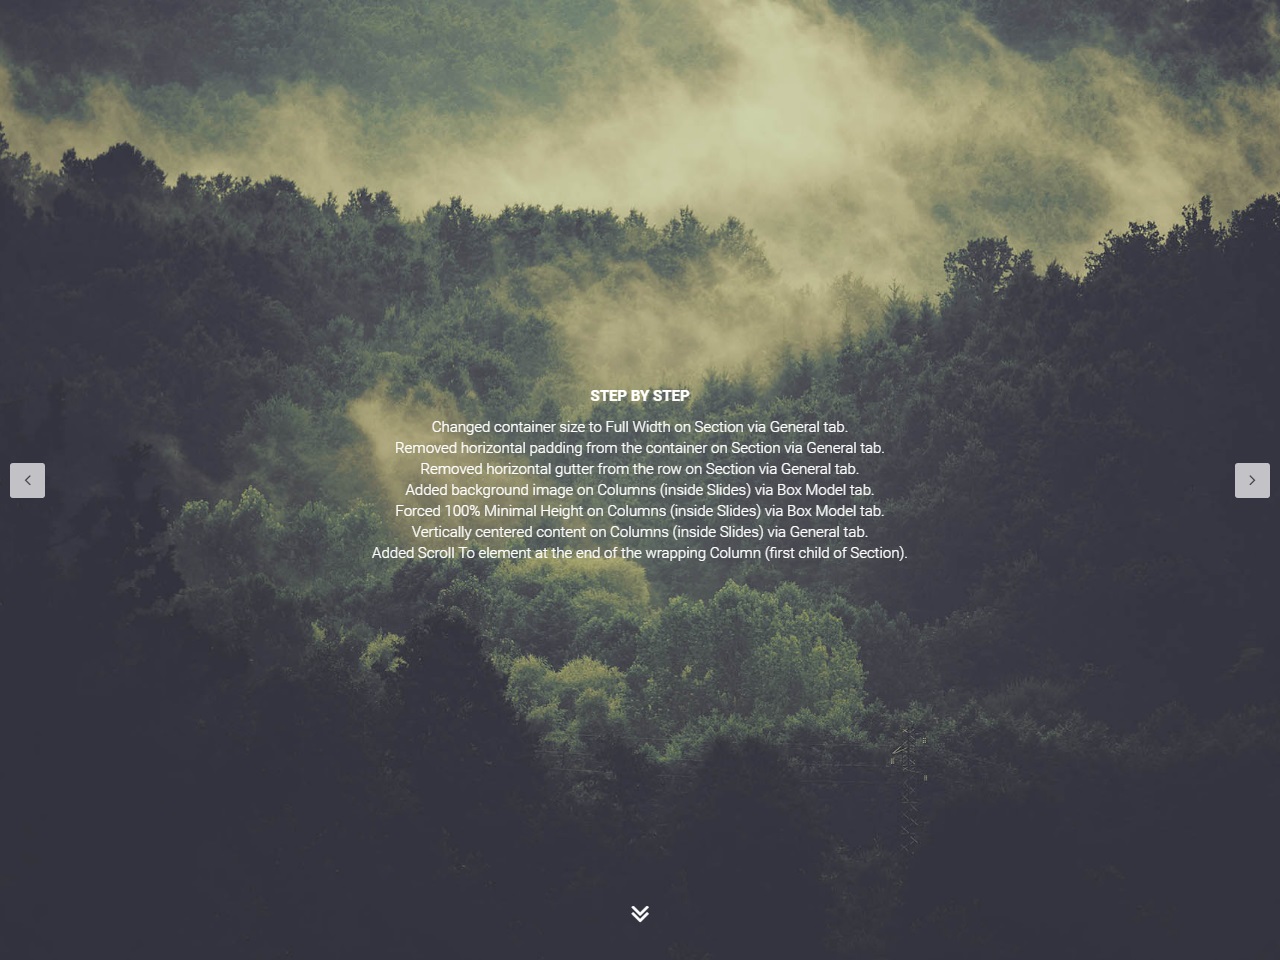 STEP BY STEP
Changed container size to Full Width on Section via General tab.
Removed horizontal padding from the container on Section via General tab.
Removed horizontal gutter from the row on Section via General tab.
Added background image on Columns (inside Slides) via Box Model tab.
Forced 100% Minimal Height on Columns (inside Slides) via Box Model tab.
Vertically centered content on Columns (inside Slides) via General tab.
Added Scroll To element at the end of the wrapping Column (first child of Section).